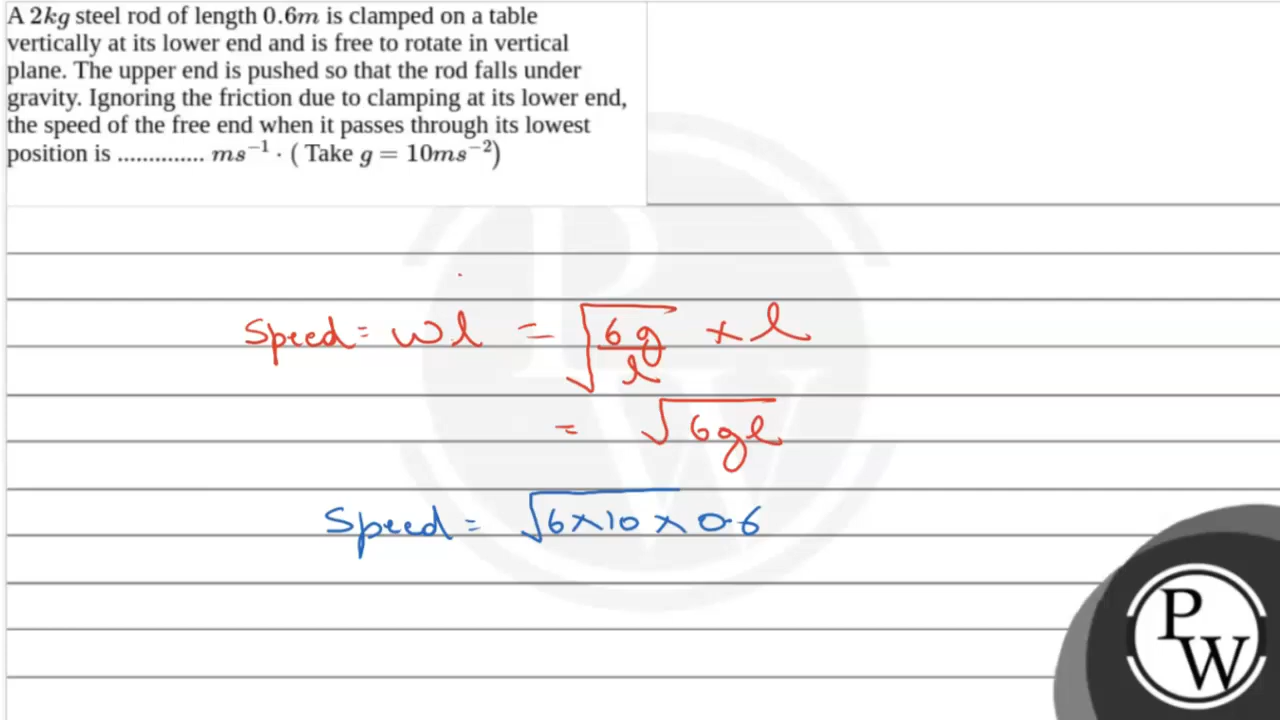 A 2kg steel rod of length 0.6m is clamped on a table
vertically at its lower end and is free to rotate in vertical
plane. The upper end is pushed so that the rod falls under
gravity. Ignoring the friction due to clamping at its lower end,
the speed of the free end when it passes through its lowest
position is .............. ms⁻¹ · ( Take g = 10ms⁻²)
Speed = wl = √(6g/l) × l
= √6gl
Speed = √6×10×0.6
PW
PW